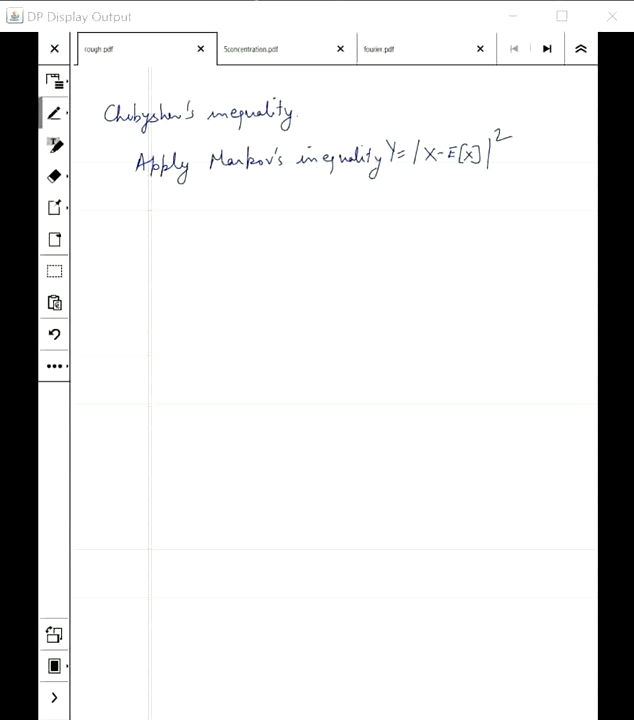 DP Display Output
rough.pdf
5concentration.pdf
fourier.pdf
Chebyshev's inequality.
Apply Markov's inequality Y= |X-E[X]|²